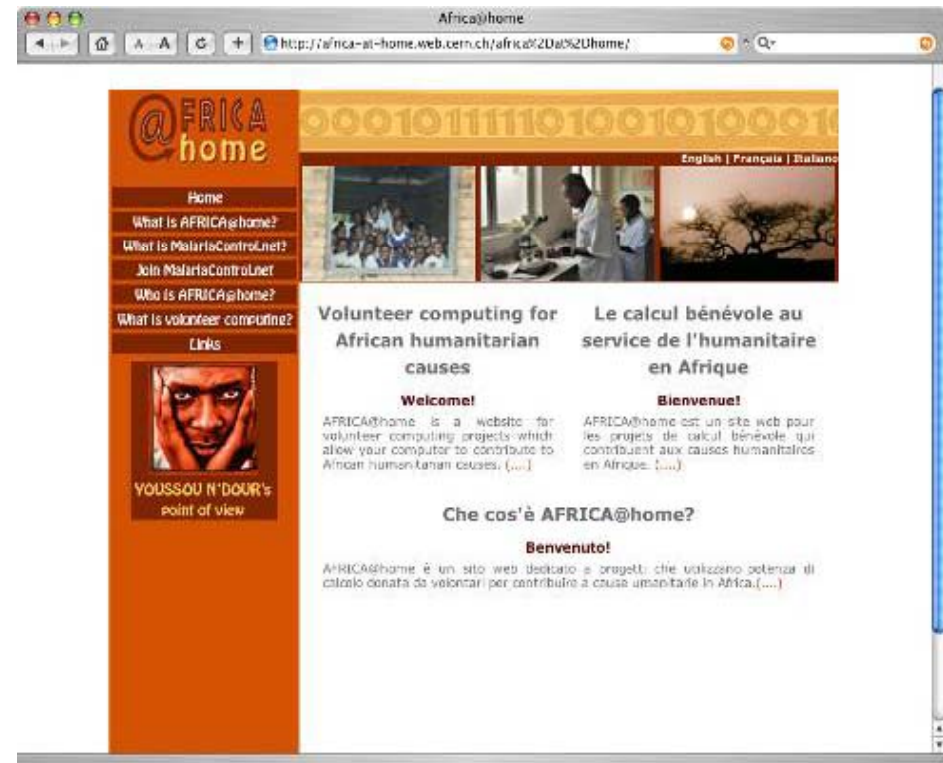 Africa@home
A A
http://africa-at-home.web.cern.ch/africa%2Dat%2Dhome/
@FRICA
home
0001011111010010100010
English | Français | Italiano
Home
What is AFRICA@home?
What is MalariaControl.net?
Join MalariaControl.net
Who is AFRICA@home?
What is volunteer computing?
Links
YOUSSOU N'DOUR's
point of view
Volunteer computing for
African humanitarian
causes
Welcome!
AFRICA@home is a website for
volunteer computing projects which
allow your computer to contribute to
African humanitarian causes. (....)
Le calcul bénévole au
service de l'humanitaire
en Afrique
Bienvenue!
AFRICA@home est un site web pour
les projets de calcul bénévole qui
contribuent aux causes humanitaires
en Afrique. (....)
Che cos'è AFRICA@home?
Benvenuto!
AFRICA@home è un sito web dedicato a progetti che utilizzano potenza di
calcolo donata da volontari per contribuire a cause umanitarie in Africa.(....)